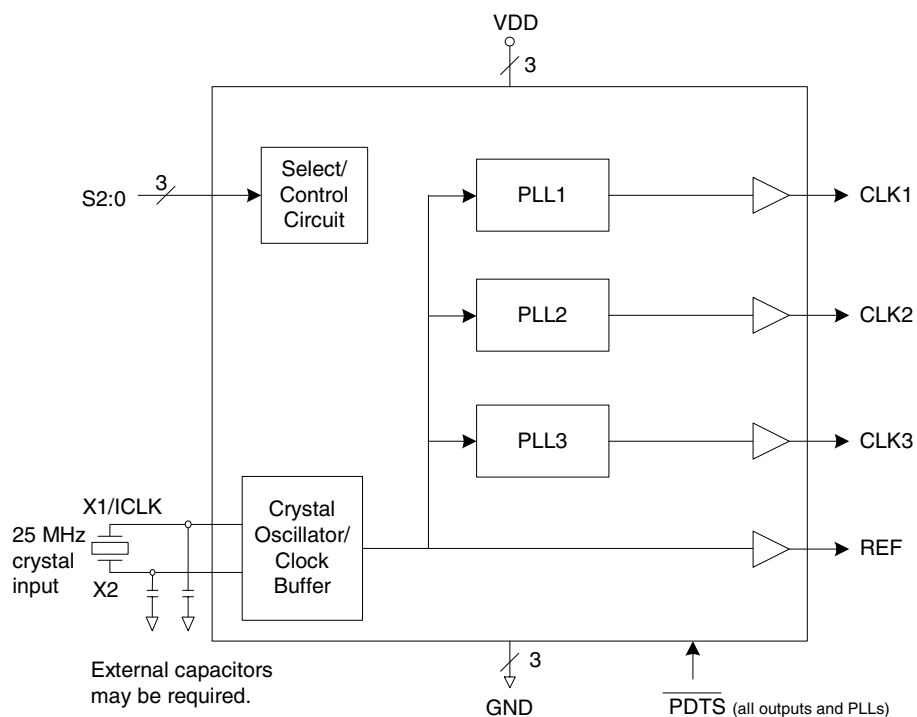 VDD
3
S2:0
3
Select/
Control
Circuit
PLL1
CLK1
PLL2
CLK2
PLL3
CLK3
X1/ICLK
25 MHz
crystal
input
X2
Crystal
Oscillator/
Clock
Buffer
REF
External capacitors
may be required.
3
GND
PDTS (all outputs and PLLs)